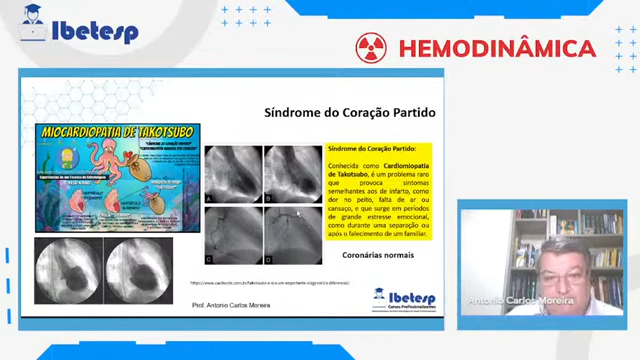 Ibetesp
HEMODINÂMICA
Síndrome do Coração Partido
MIOCARDIOPATIA DE TAKOTSUBO
Síndrome do Coração Partido:
Conhecida como Cardiomiopatia
de Takotsubo, é um problema raro
que provoca sintomas
semelhantes aos de infarto, como
dor no peito, falta de ar ou
cansaço, e que surge em períodos
de grande estresse emocional,
como durante uma separação ou
após o falecimento de um familiar.
A
B
C
D
Coronárias normais
Prof. Antonio Carlos Moreira
Ibetesp
Cursos Profissionalizantes
Antonio Carlos Moreira